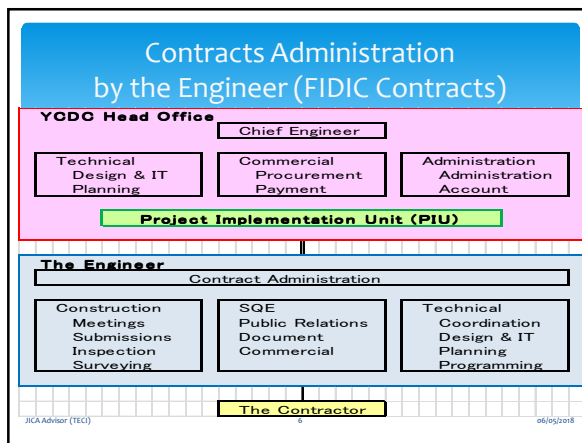 Contracts Administration
by the Engineer (FIDIC Contracts)
YCDC Head Office
Chief Engineer
Technical
Design & IT
Planning
Commercial
Procurement
Payment
Administration
Administration
Account
Project Implementation Unit (PIU)
The Engineer
Contract Administration
Construction
Meetings
Submissions
Inspection
Surveying
SQE
Public Relations
Document
Commercial
Technical
Coordination
Design & IT
Planning
Programming
The Contractor
JICA Advisor (TECI)
6
06/05/2018